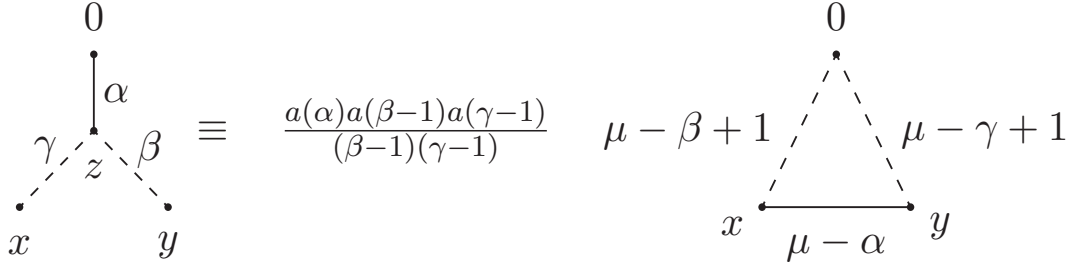 0
α
γ β
z
x y
≡
a(α)a(β−1)a(γ−1)
(β−1)(γ−1)
0
μ − β + 1 μ − γ + 1
x y
μ − α